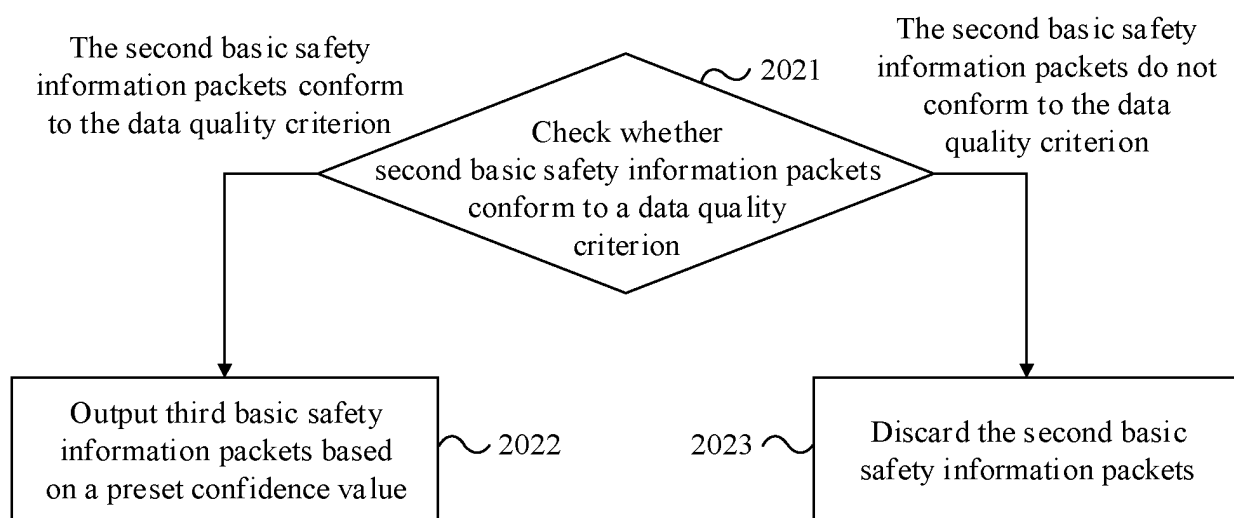 The second basic safety
information packets conform
to the data quality criterion
2021
The second basic safety
information packets do not
conform to the data
quality criterion
Check whether
second basic safety information packets
conform to a data quality
criterion
Output third basic safety
information packets based
on a preset confidence value
2022
2023
Discard the second basic
safety information packets